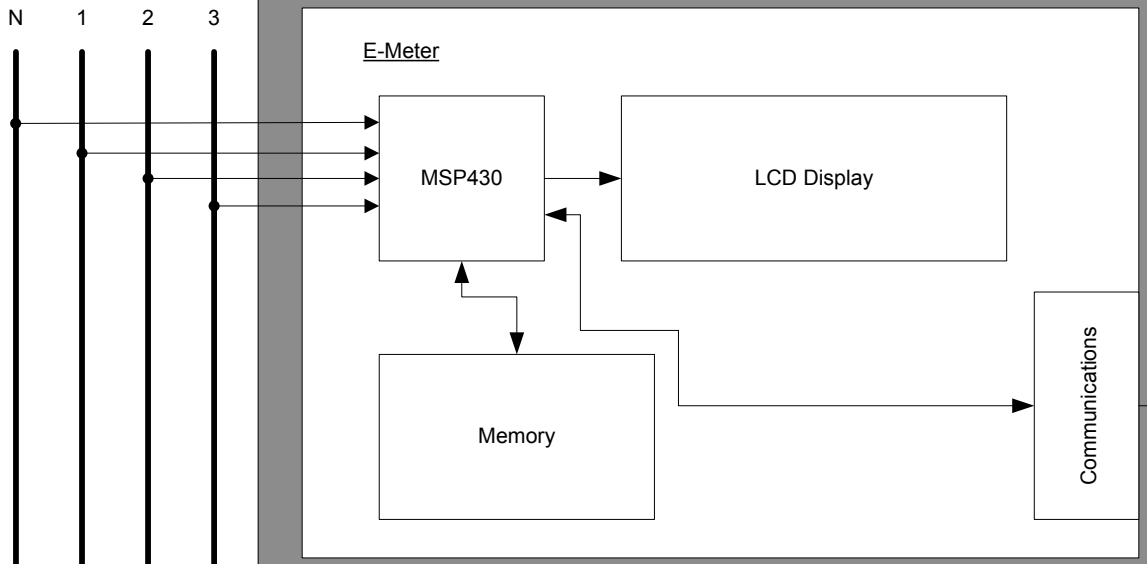 N 1 2 3
E-Meter
MSP430
LCD Display
Memory
Communications